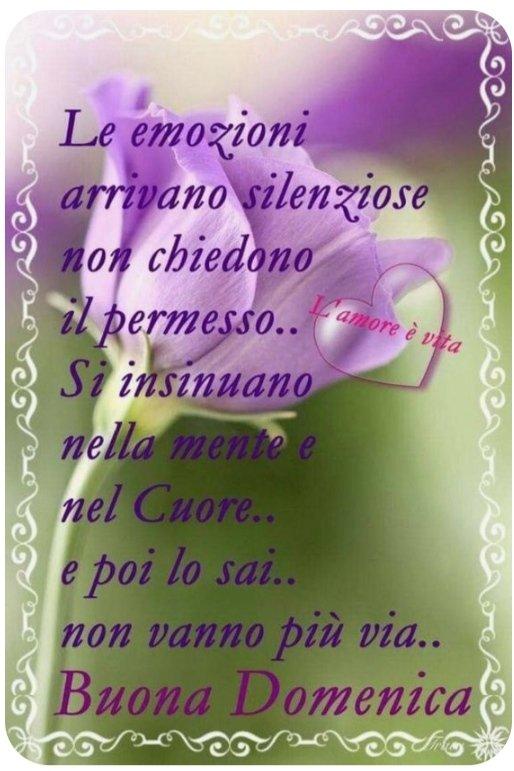 Le emozioni
arrivano silenziose
non chiedono
il permesso..
L'amore è vita
Si insinuano
nella mente e
nel Cuore..
e poi lo sai..
non vanno più via..
Buona Domenica